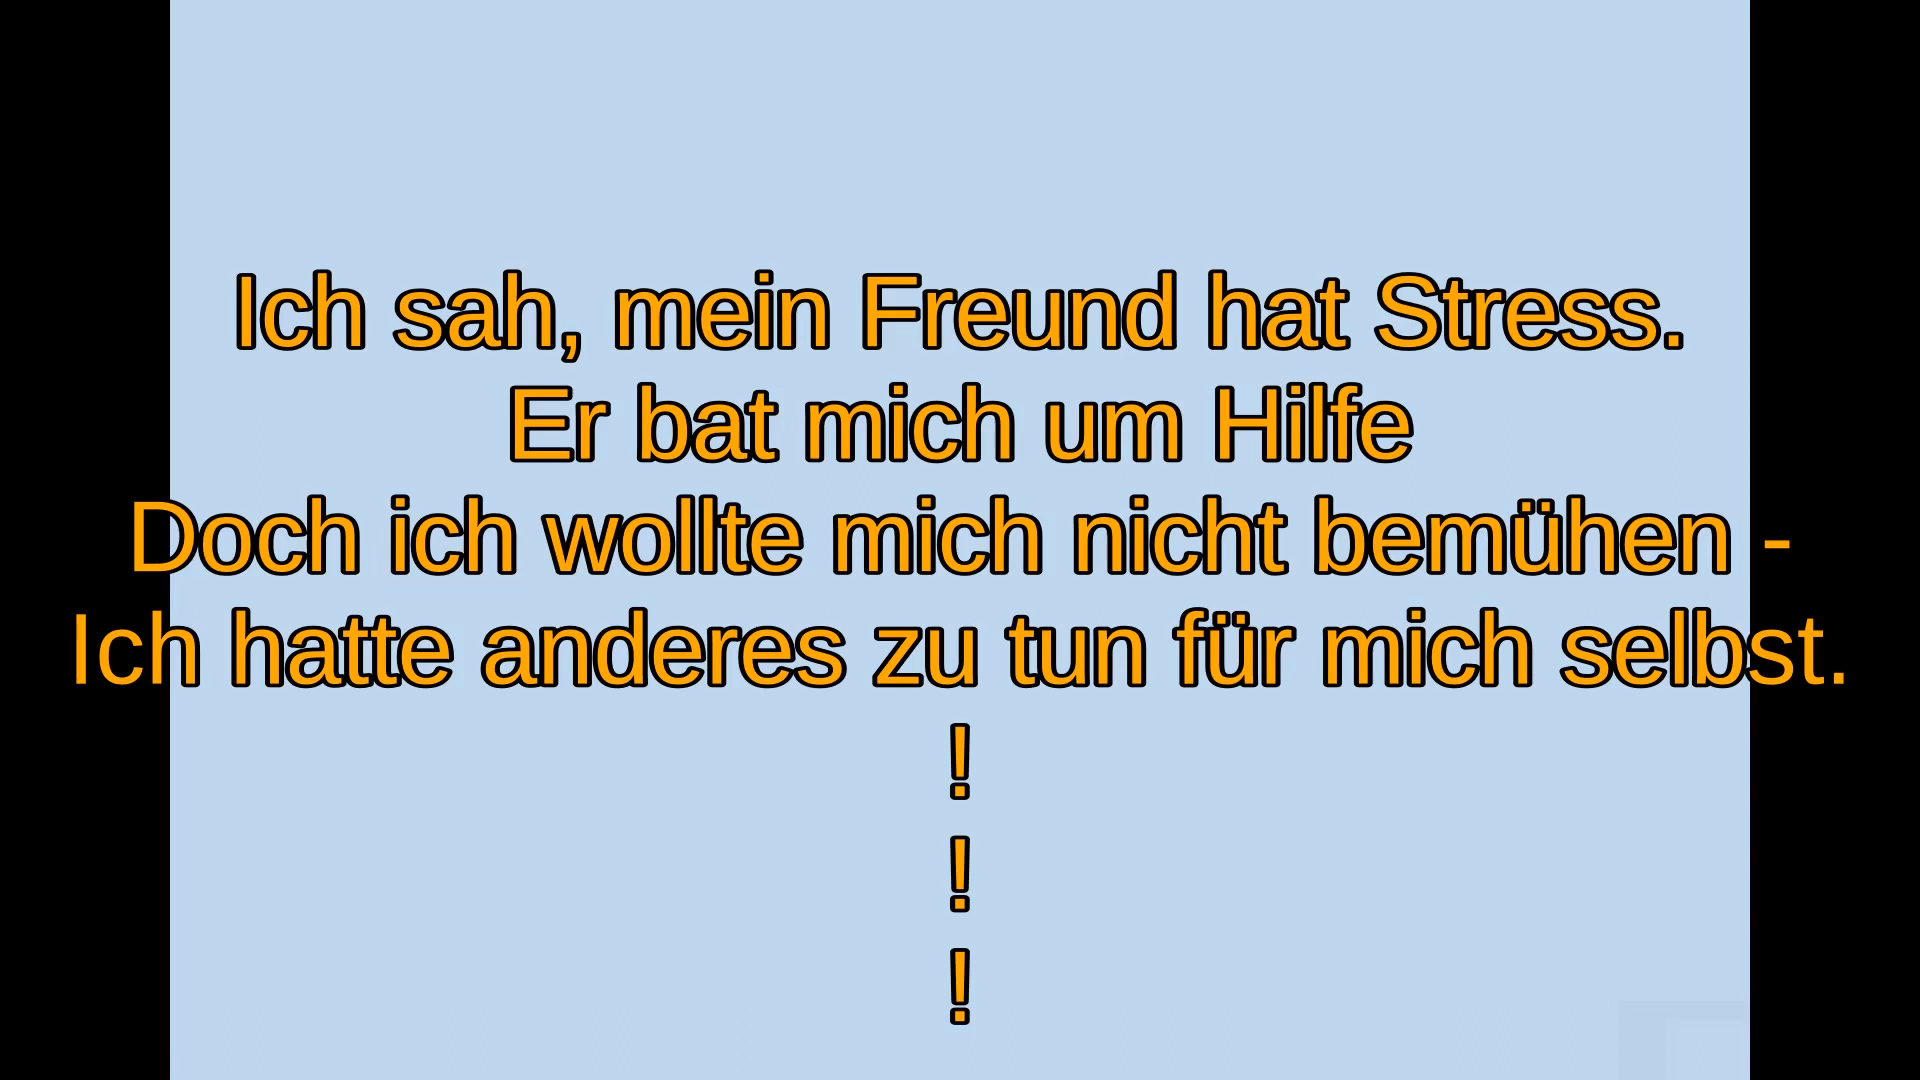 Ich sah, mein Freund hat Stress.
Er bat mich um Hilfe
Doch ich wollte mich nicht bemühen -
Ich hatte anderes zu tun für mich selbst.
!
!
!